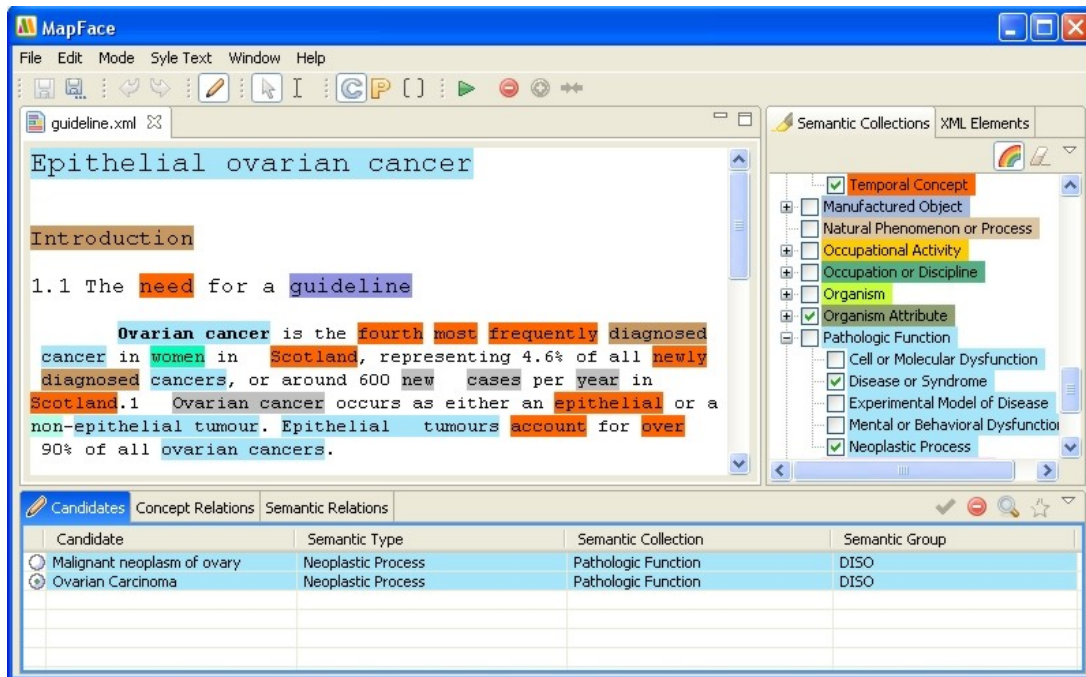 MapFace
File Edit Mode Syle Text Window Help
C P [ ]
guideline.xml
Epithelial ovarian cancer
Introduction
1.1 The need for a guideline
Ovarian cancer is the fourth most frequently diagnosed
cancer in women in Scotland, representing 4.6% of all newly
diagnosed cancers, or around 600 new cases per year in
Scotland.1 Ovarian cancer occurs as either an epithelial or a
non-epithelial tumour. Epithelial tumours account for over
90% of all ovarian cancers.
Semantic Collections XML Elements
Temporal Concept
Manufactured Object
Natural Phenomenon or Process
Occupational Activity
Occupation or Discipline
Organism
Organism Attribute
Pathologic Function
Cell or Molecular Dysfunction
Disease or Syndrome
Experimental Model of Disease
Mental or Behavioral Dysfunction
Neoplastic Process
Candidates Concept Relations Semantic Relations
Candidate Semantic Type Semantic Collection Semantic Group
Malignant neoplasm of ovary Neoplastic Process Pathologic Function DISO
Ovarian Carcinoma Neoplastic Process Pathologic Function DISO